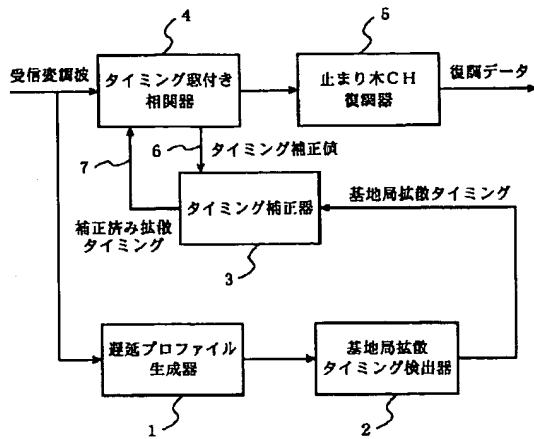 4
5
受信変調波
タイミング窓付き
相関器
止まり木CH
復調器
復調データ
7
6
タイミング補正値
タイミング補正器
基地局拡散タイミング
補正済み拡散
タイミング
3
遅延プロファイル
生成器
基地局拡散
タイミング検出器
1
2